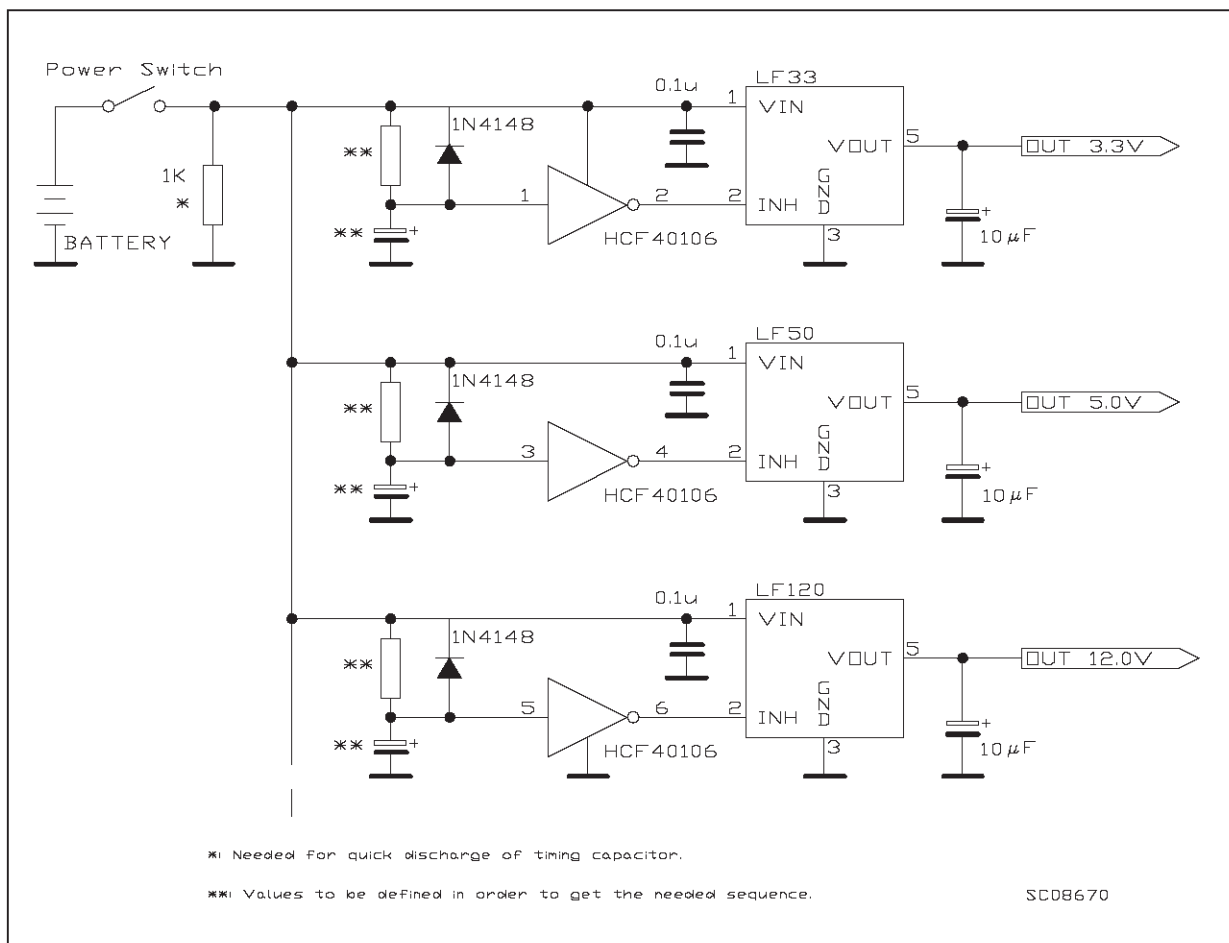 Power Switch
BATTERY
1K
*
**
**
1N4148
1
2
HCF40106
0.1u
LF33
1
VIN
2
INH
GND
3
VOUT
5
10µF
+
+
OUT 3.3V
**
**
1N4148
3
4
HCF40106
0.1u
LF50
1
VIN
2
INH
GND
3
VOUT
5
10µF
+
+
OUT 5.0V
**
**
1N4148
5
6
HCF40106
0.1u
LF120
1
VIN
2
INH
GND
3
VOUT
5
10µF
+
+
OUT 12.0V
*: Needed for quick discharge of timing capacitor.
**: Values to be defined in order to get the needed sequence.
SC08670